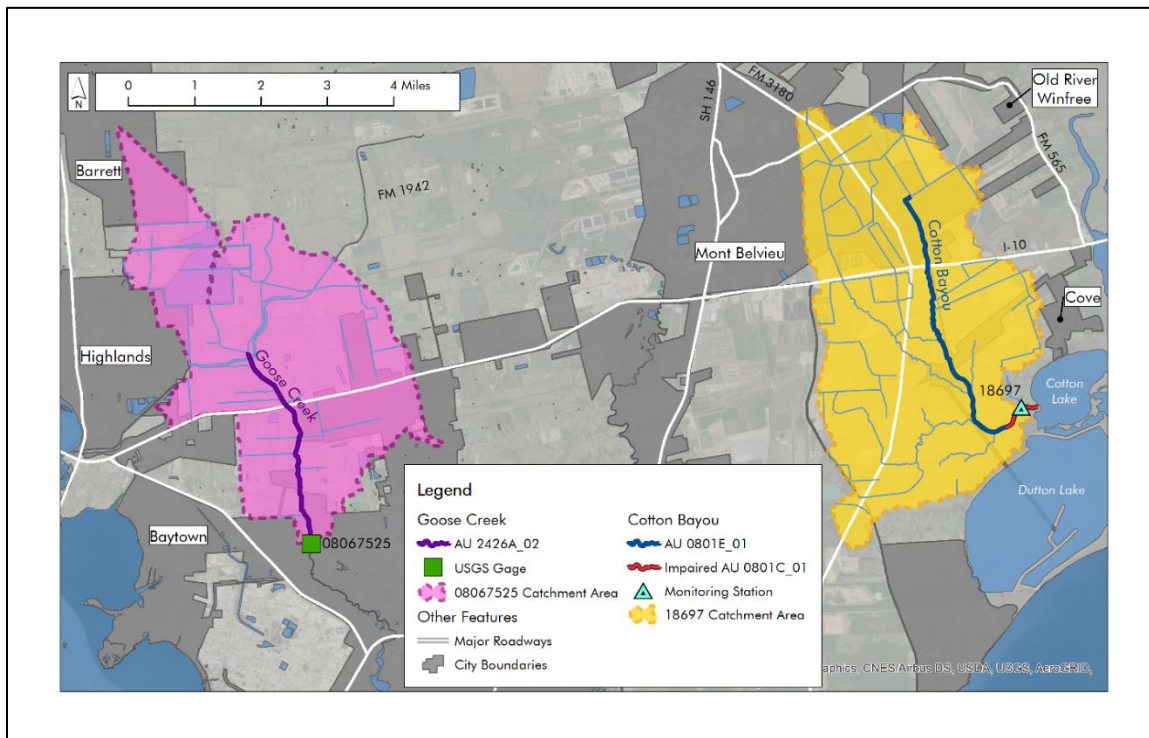 0 1 2 3 4 Miles
N
Barrett
FM 1942
SH 146
FM 3180
Old River
Winfree
FM 565
Mont Belvieu
I-10
Cotton Bayou
Cove
Highlands
Goose Creek
18697
Cotton
Lake
Dutton Lake
Baytown
08067525
Legend
Goose Creek
AU 2426A_02
USGS Gage
08067525 Catchment Area
Other Features
Major Roadways
City Boundaries
Cotton Bayou
AU 0801E_01
Impaired AU 0801C_01
Monitoring Station
18697 Catchment Area
aphics, CNES/Airbus DS, USDA, USGS, AeroGRID,